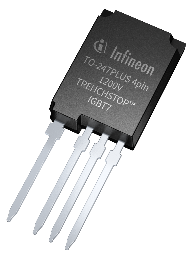 Infineon
TO-247PLUS 4pin
1200V
TRENCHSTOP™
IGBT7